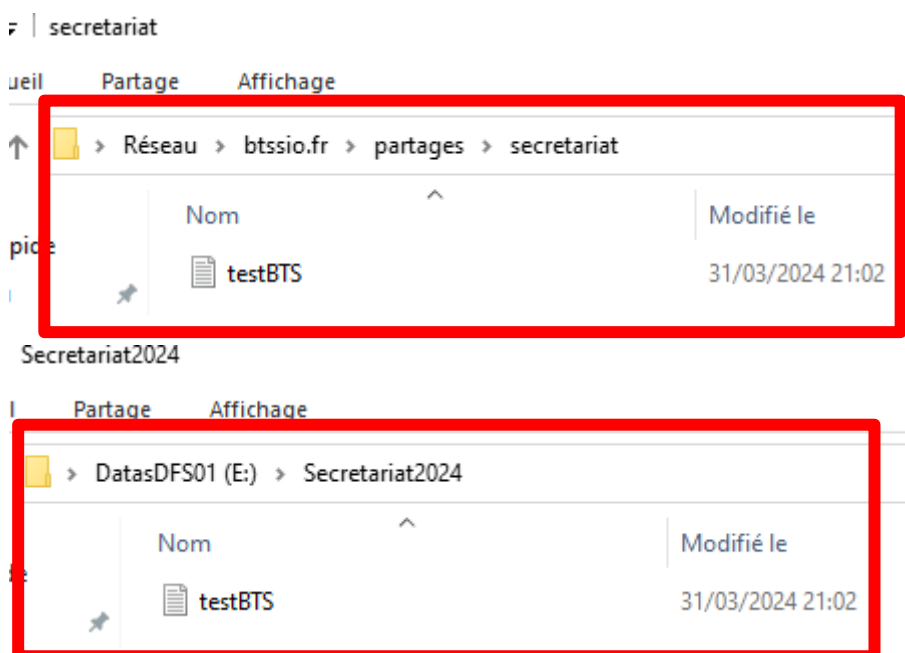 secretariat
ueil Partage Affichage
Réseau > btssio.fr > partages > secretariat
Nom Modifié le
pide
testBTS 31/03/2024 21:02
Secretariat2024
Partage Affichage
DatasDFS01 (E:) > Secretariat2024
Nom Modifié le
testBTS 31/03/2024 21:02